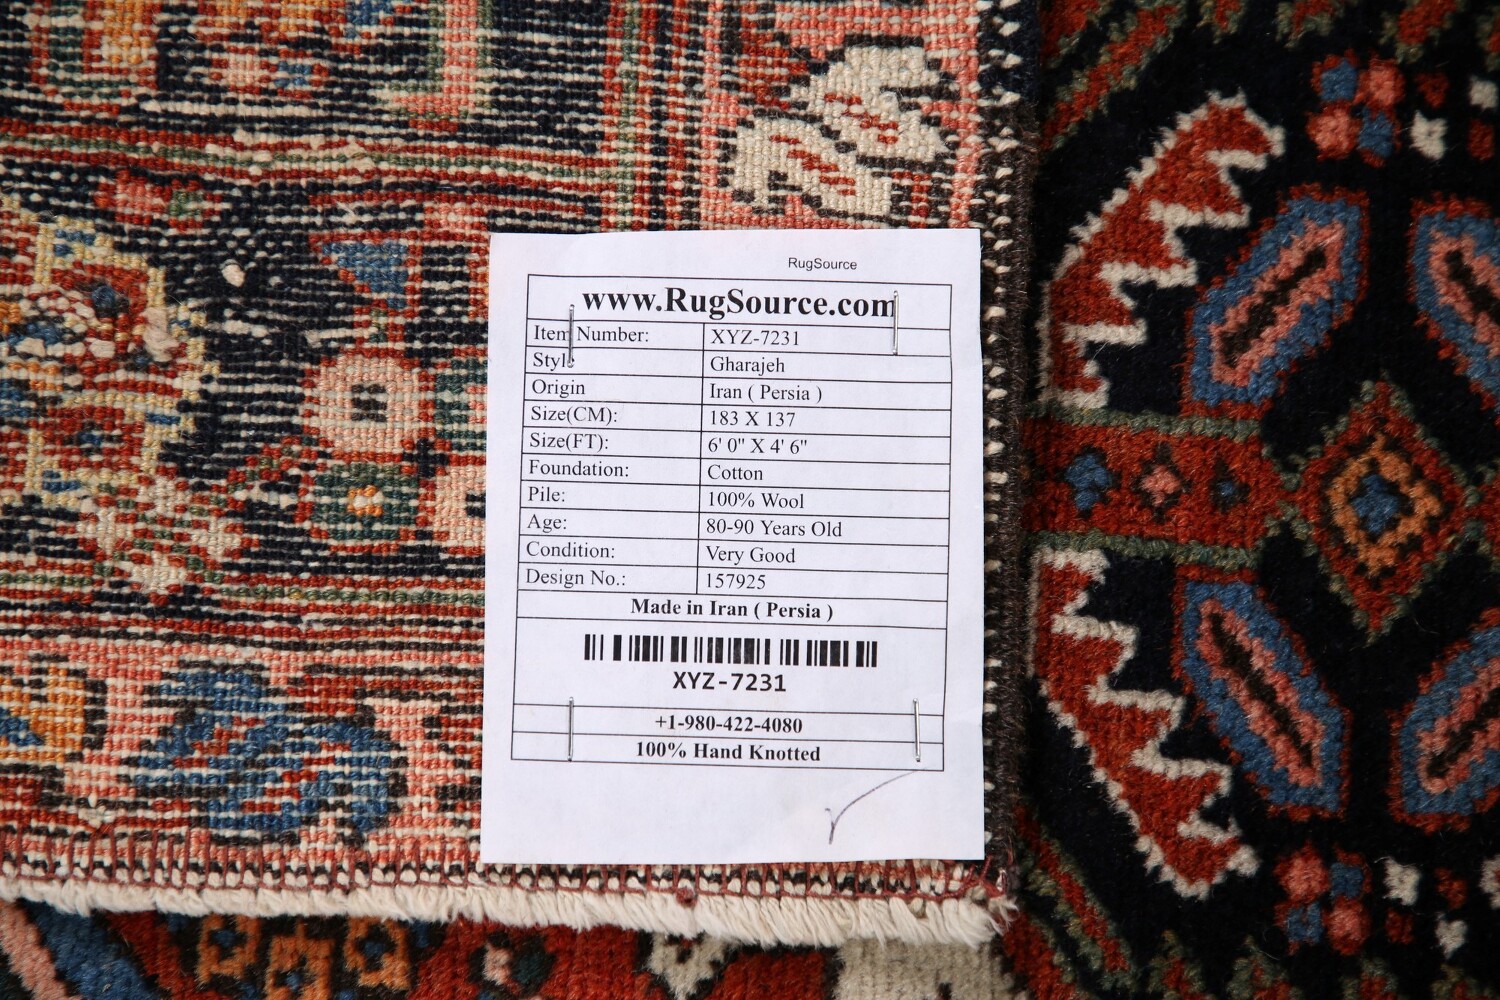 RugSource
www.RugSource.com
Item Number: XYZ-7231
Style Gharajeh
Origin Iran ( Persia )
Size(CM): 183 X 137
Size(FT): 6' 0" X 4' 6"
Foundation: Cotton
Pile: 100% Wool
Age: 80-90 Years Old
Condition: Very Good
Design No.: 157925
Made in Iran ( Persia )
XYZ-7231
+1-980-422-4080
100% Hand Knotted